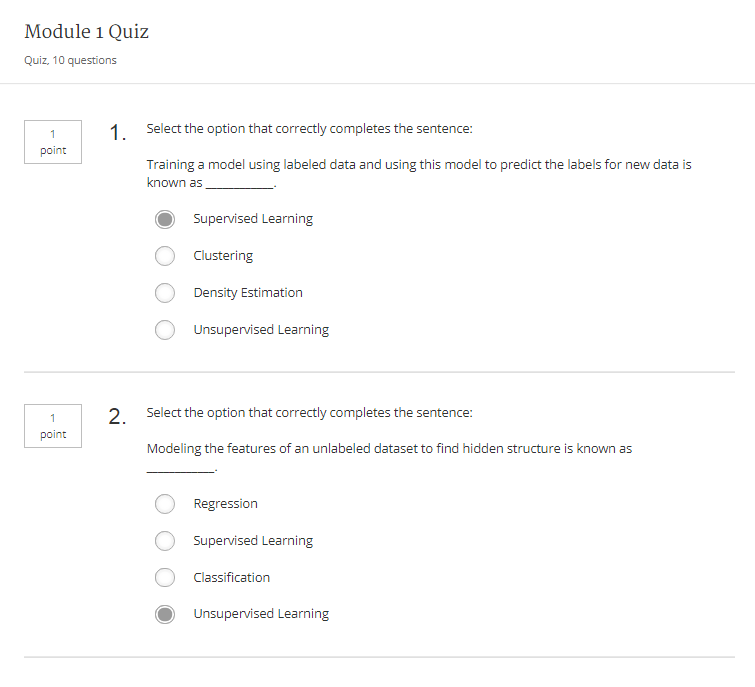 Module 1 Quiz
Quiz, 10 questions
1
point
1.
Select the option that correctly completes the sentence:
Training a model using labeled data and using this model to predict the labels for new data is
known as __________.
Supervised Learning
Clustering
Density Estimation
Unsupervised Learning
1
point
2.
Select the option that correctly completes the sentence:
Modeling the features of an unlabeled dataset to find hidden structure is known as
__________.
Regression
Supervised Learning
Classification
Unsupervised Learning